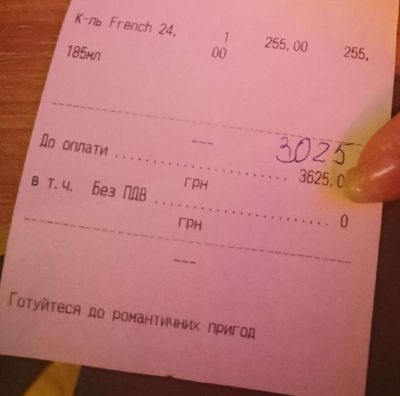 К-ль French 24, 1 255,00 255,
185мл 00
--- 3025
До оплати .................... 3625,0
грн
в т.ч. Без ПДВ .................... 0
грн
---
Готуйтеся до романтичних пригод